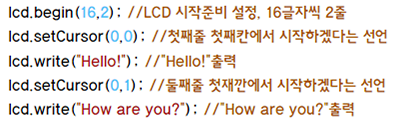 lcd.begin(16,2); //LCD 시작준비 설정, 16글자씩 2줄
lcd.setCursor(0,0); //첫째줄 첫째칸에서 시작하겠다는 선언
lcd.write("Hello!"); //"Hello!"출력
lcd.setCursor(0,1); //둘째줄 첫재깐에서 시작하겠다는 선언
lcd.write("How are you?"); //"How are you?"출력